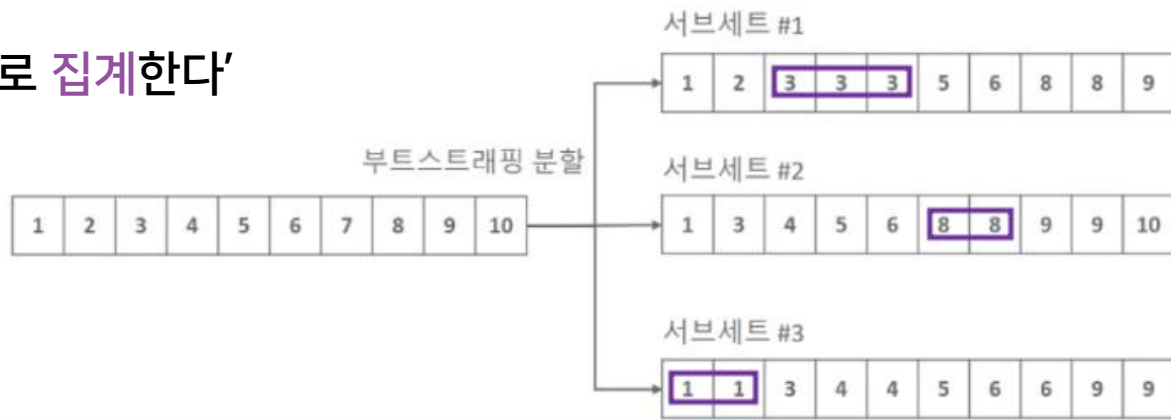 로 집계한다’
부트스트래핑 분할
1 2 3 4 5 6 7 8 9 10
서브세트 #1
1 2 3 3 3 5 6 8 8 9
서브세트 #2
1 3 4 5 6 8 8 9 9 10
서브세트 #3
1 1 3 4 4 5 6 6 9 9